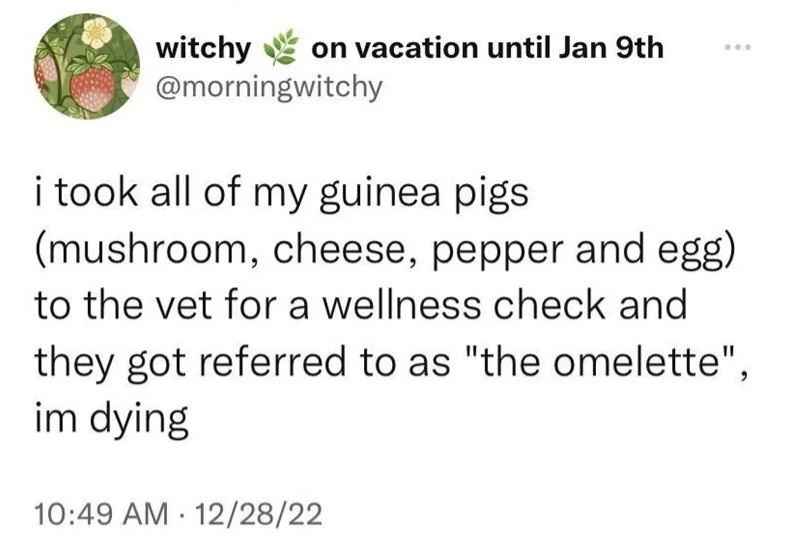 witchy 🌿 on vacation until Jan 9th
@morningwitchy
i took all of my guinea pigs
(mushroom, cheese, pepper and egg)
to the vet for a wellness check and
they got referred to as "the omelette",
im dying
10:49 AM · 12/28/22